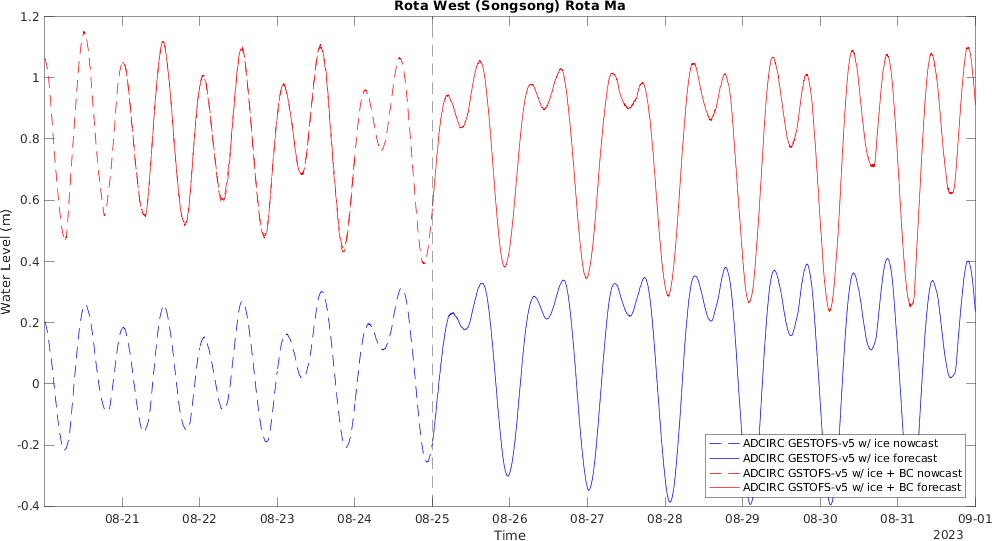 Rota West (Songsong) Rota Ma
Water Level (m)
1.2
1
0.8
0.6
0.4
0.2
0
-0.2
-0.4
ADCIRC GESTOFS-v5 w/ ice nowcast
ADCIRC GESTOFS-v5 w/ ice forecast
ADCIRC GSTOFS-v5 w/ ice + BC nowcast
ADCIRC GSTOFS-v5 w/ ice + BC forecast
08-21 08-22 08-23 08-24 08-25 08-26 08-27 08-28 08-29 08-30 08-31 09-01
Time
2023